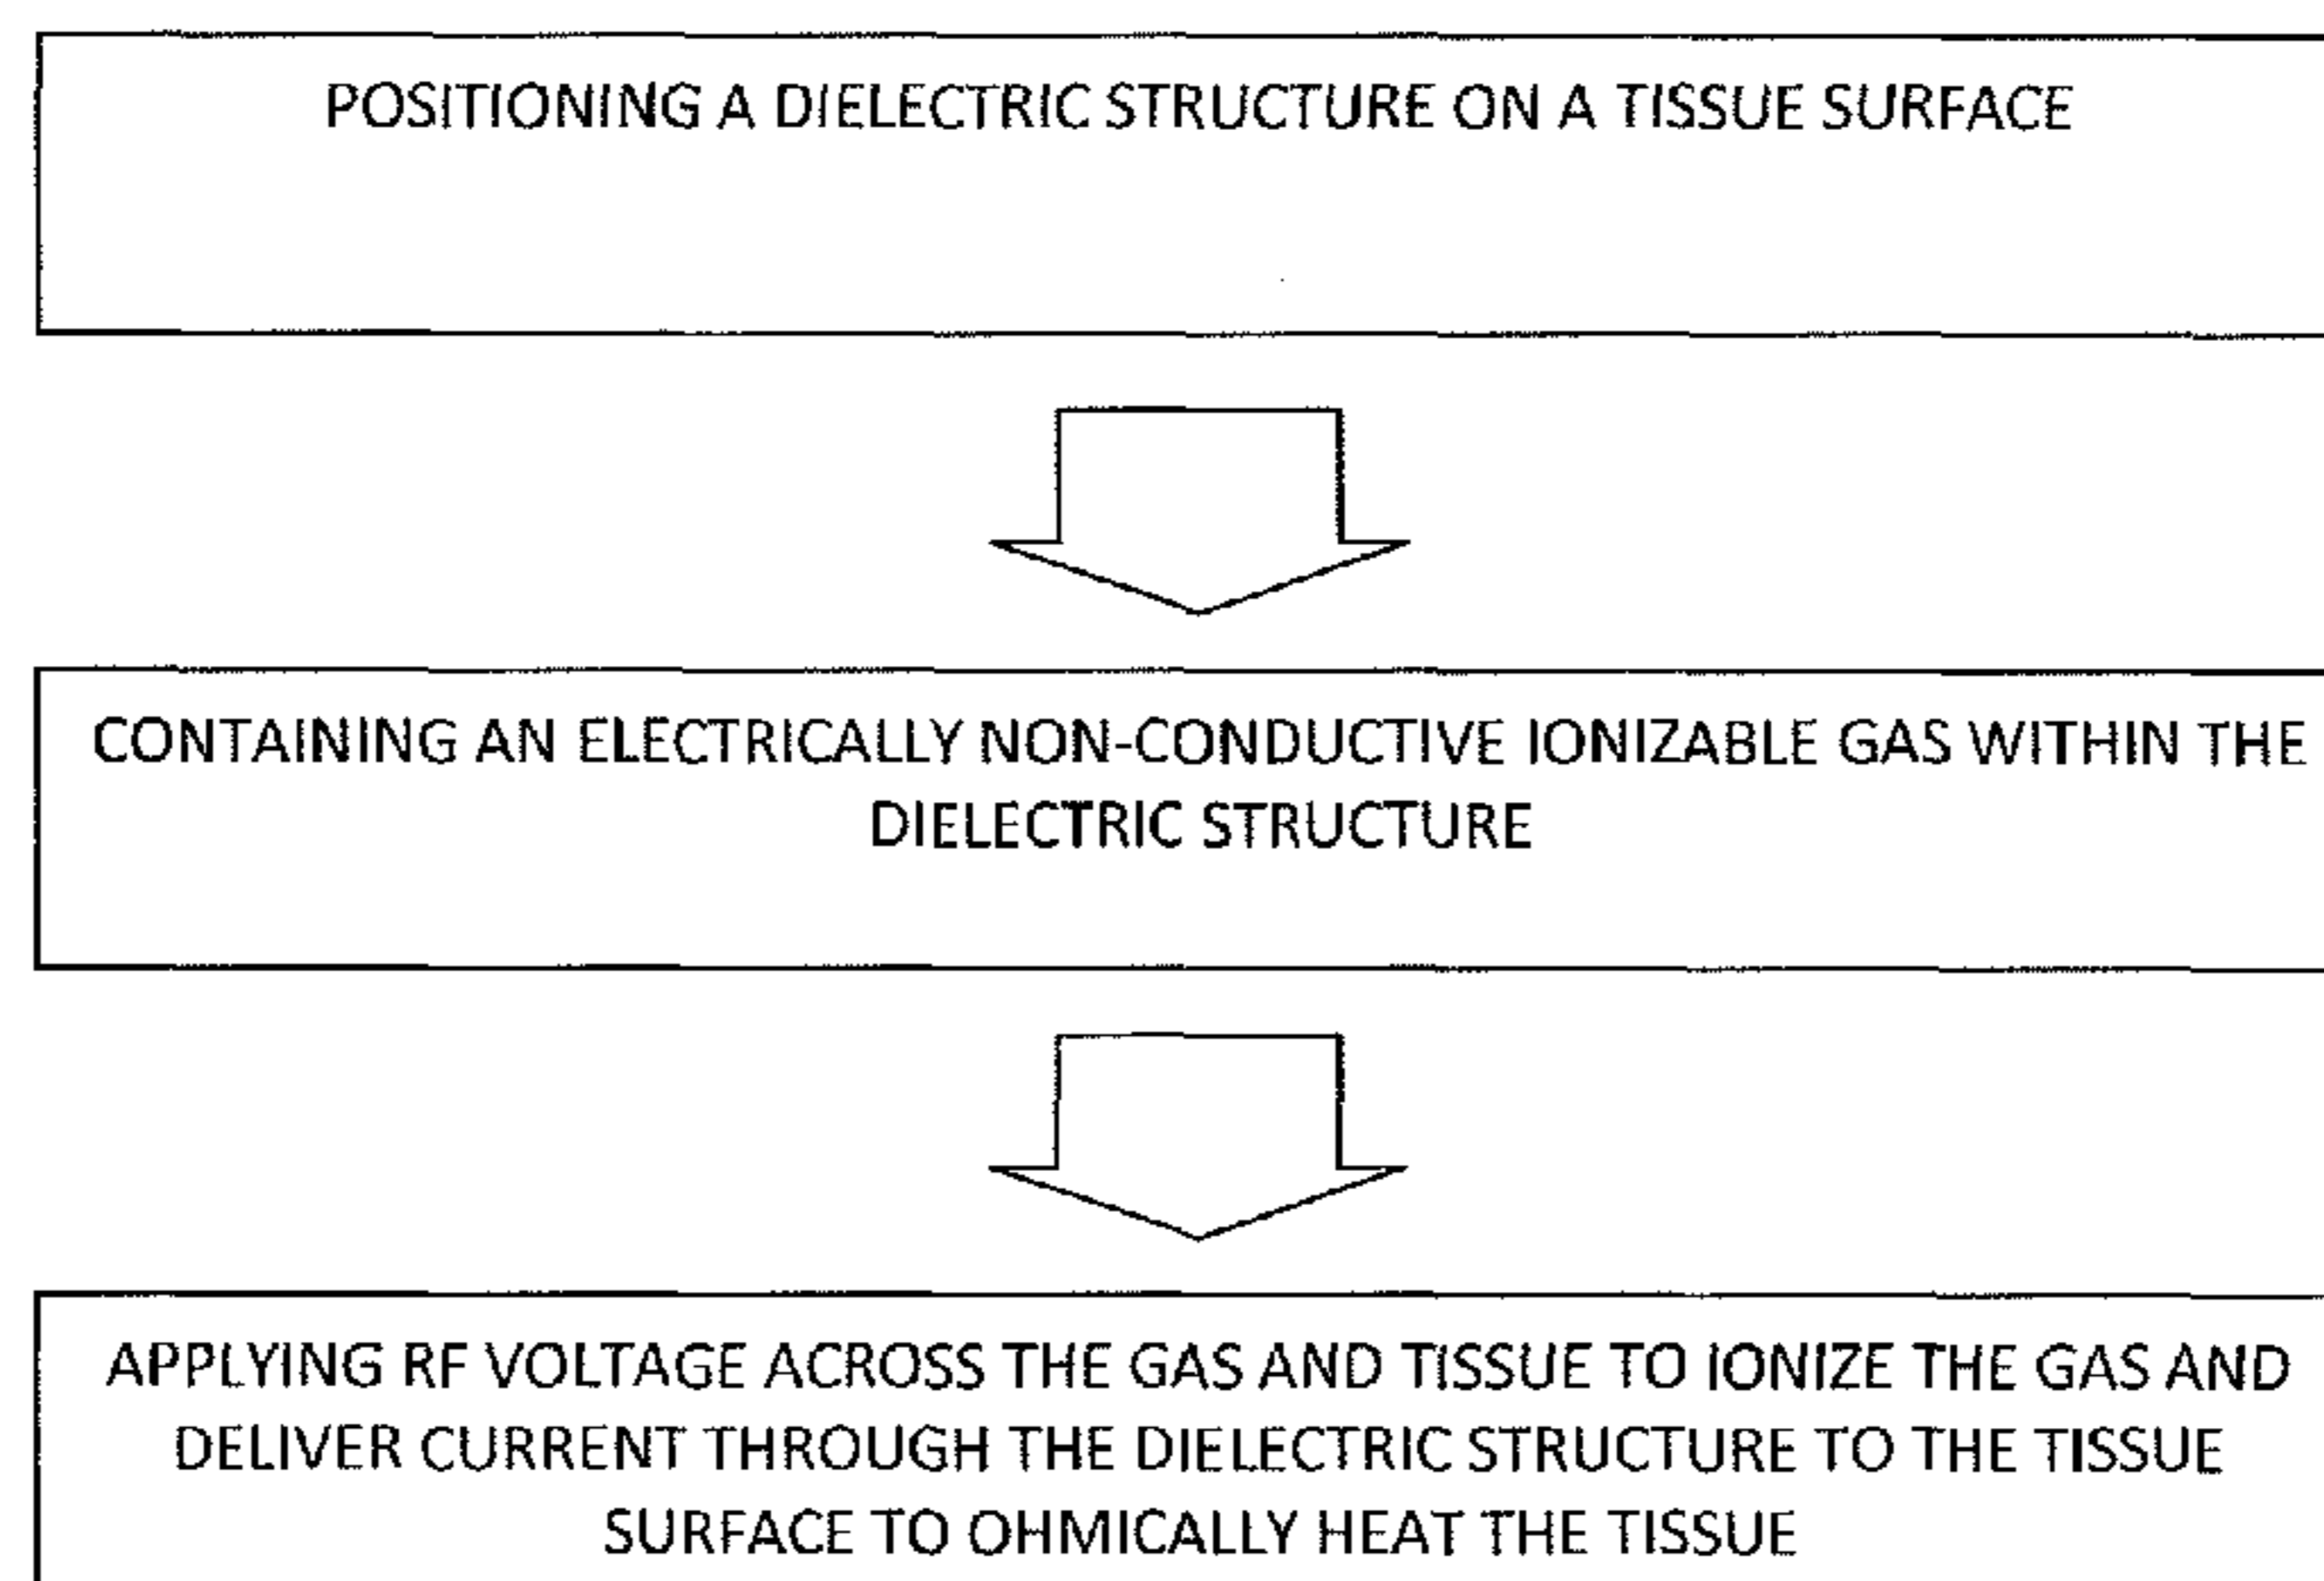 POSITIONING A DIELECTRIC STRUCTURE ON A TISSUE SURFACE
CONTAINING AN ELECTRICALLY NON-CONDUCTIVE IONIZABLE GAS WITHIN THE
DIELECTRIC STRUCTURE
APPLYING RF VOLTAGE ACROSS THE GAS AND TISSUE TO IONIZE THE GAS AND
DELIVER CURRENT THROUGH THE DIELECTRIC STRUCTURE TO THE TISSUE
SURFACE TO OHMICALLY HEAT THE TISSUE